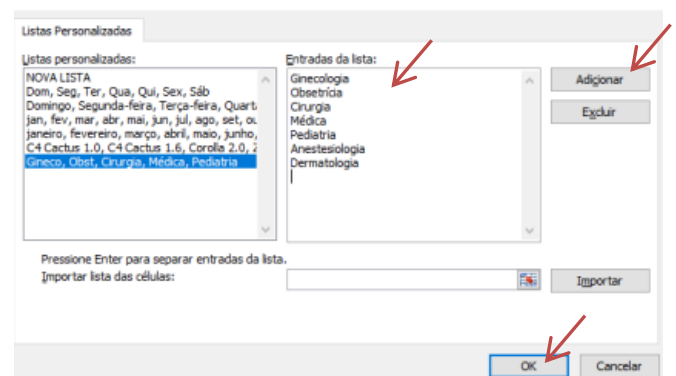 Listas Personalizadas
Listas personalizadas:
NOVA LISTA
Dom, Seg, Ter, Qua, Qui, Sex, Sáb
Domingo, Segunda-feira, Terça-feira, Quart
jan, fev, mar, abr, mai, jun, jul, ago, set, ou
janeiro, fevereiro, março, abril, maio, junho,
C4 Cactus 1.0, C4 Cactus 1.6, Corolla 2.0, 2
Gineco, Obst, Cirurgia, Médica, Pediatria
Entradas da lista:
Ginecologia
Obsetrícia
Cirurgia
Médica
Pediatria
Anestesiologia
Dermatologia
Adicionar
Excluir
Pressione Enter para separar entradas da lista.
Importar lista das células:
Importar
OK
Cancelar